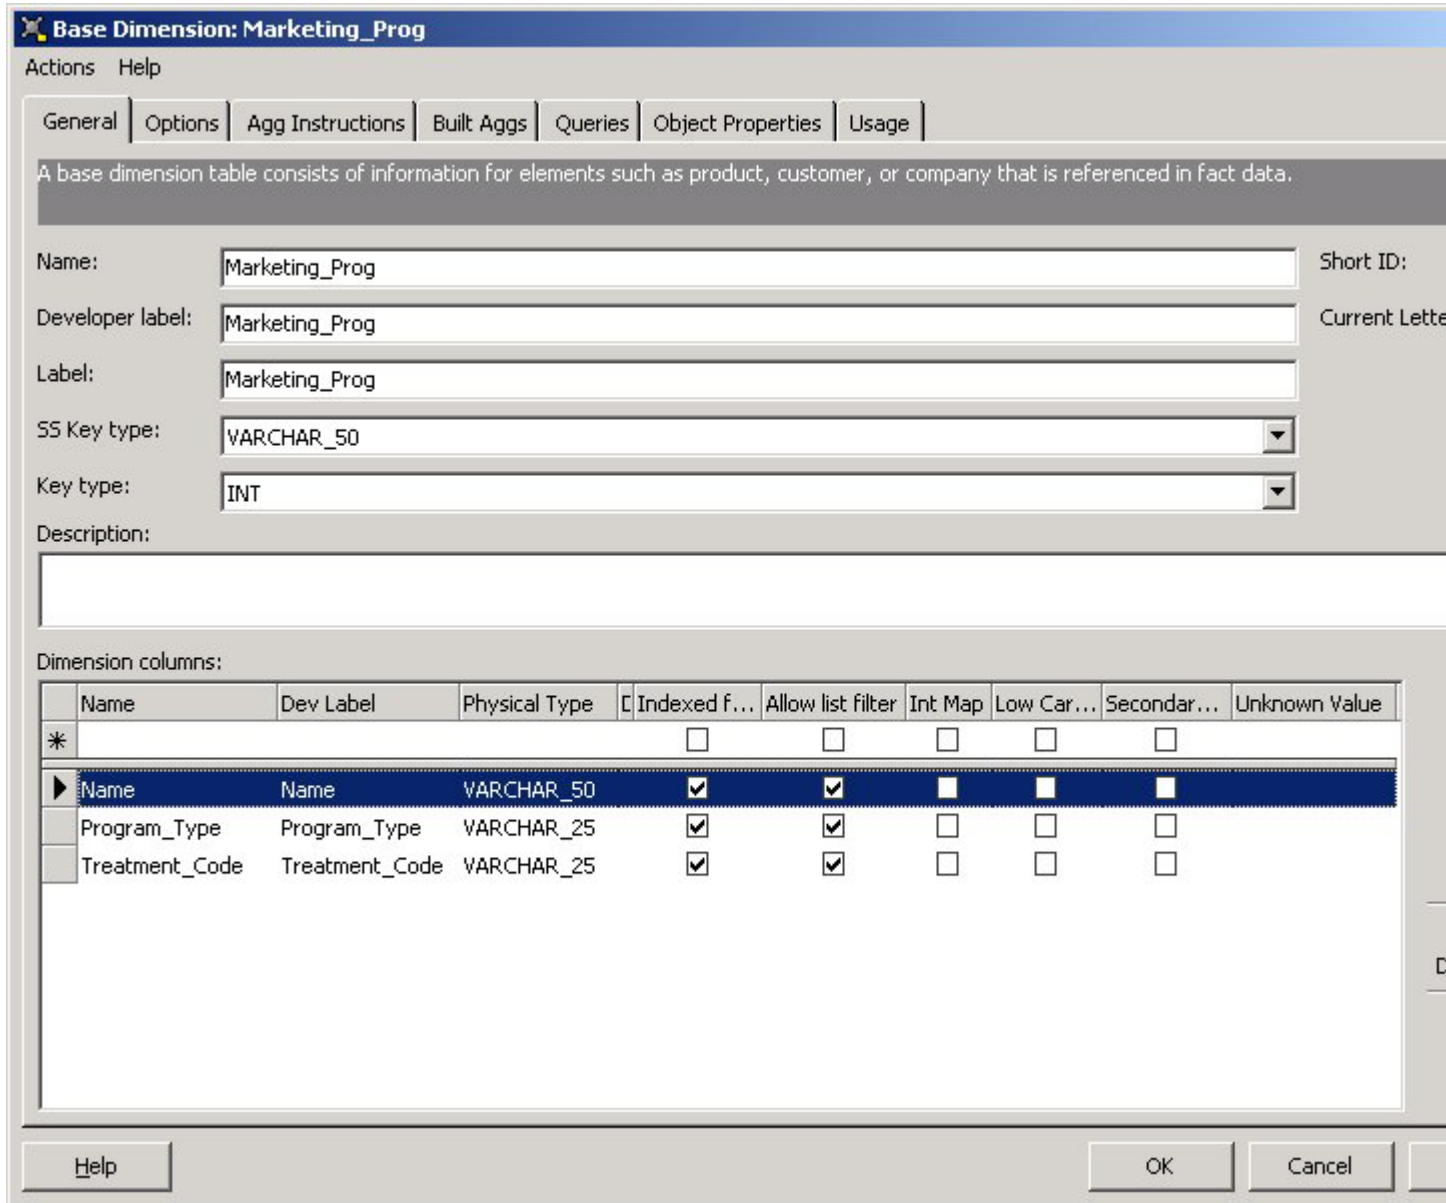 Base Dimension: Marketing_Prog
Actions Help
General Options Agg Instructions Built Aggs Queries Object Properties Usage
A base dimension table consists of information for elements such as product, customer, or company that is referenced in fact data.
Name: Marketing_Prog Short ID:
Developer label: Marketing_Prog Current Lette
Label: Marketing_Prog
SS Key type: VARCHAR_50
Key type: INT
Description:
Dimension columns:
Name Dev Label Physical Type Indexed f... Allow list filter Int Map Low Car... Secondar... Unknown Value
Name Name VARCHAR_50
Program_Type Program_Type VARCHAR_25
Treatment_Code Treatment_Code VARCHAR_25
Help OK Cancel